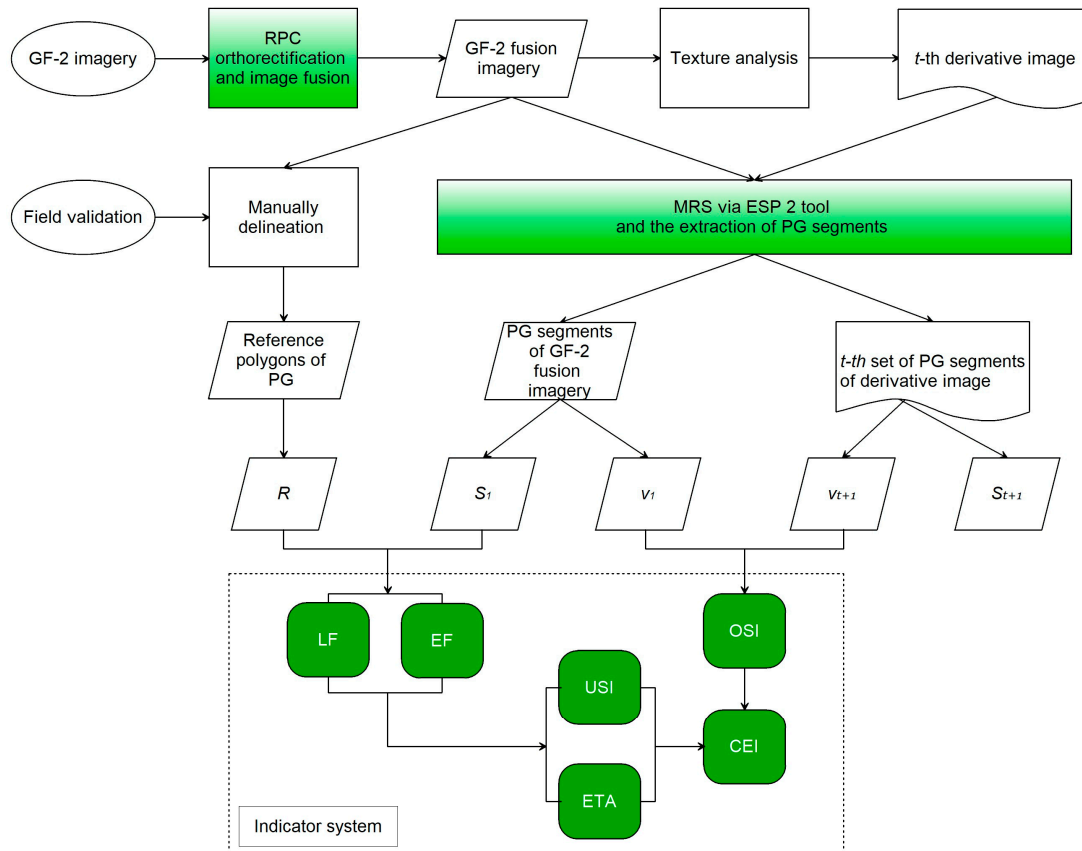 GF-2 imagery
RPC
orthorectification
and image fusion
GF-2 fusion
imagery
Texture analysis
t-th derivative image
Field validation
Manually
delineation
MRS via ESP 2 tool
and the extraction of PG segments
Reference
polygons of
PG
PG segments
of GF-2
fusion
imagery
t-th set of PG segments
of derivative image
R
S1
v1
vt+1
St+1
LF
EF
OSI
USI
CEI
ETA
Indicator system